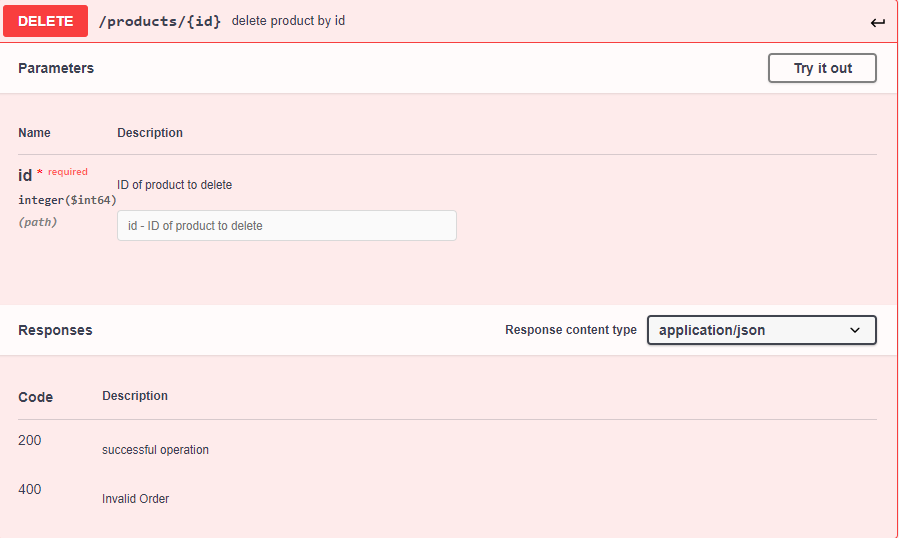 DELETE /products/{id} delete product by id
Parameters Try it out
Name Description
id * required
ID of product to delete
integer($int64)
(path)
id - ID of product to delete
Responses Response content type application/json
Code Description
200
successful operation
400
Invalid Order